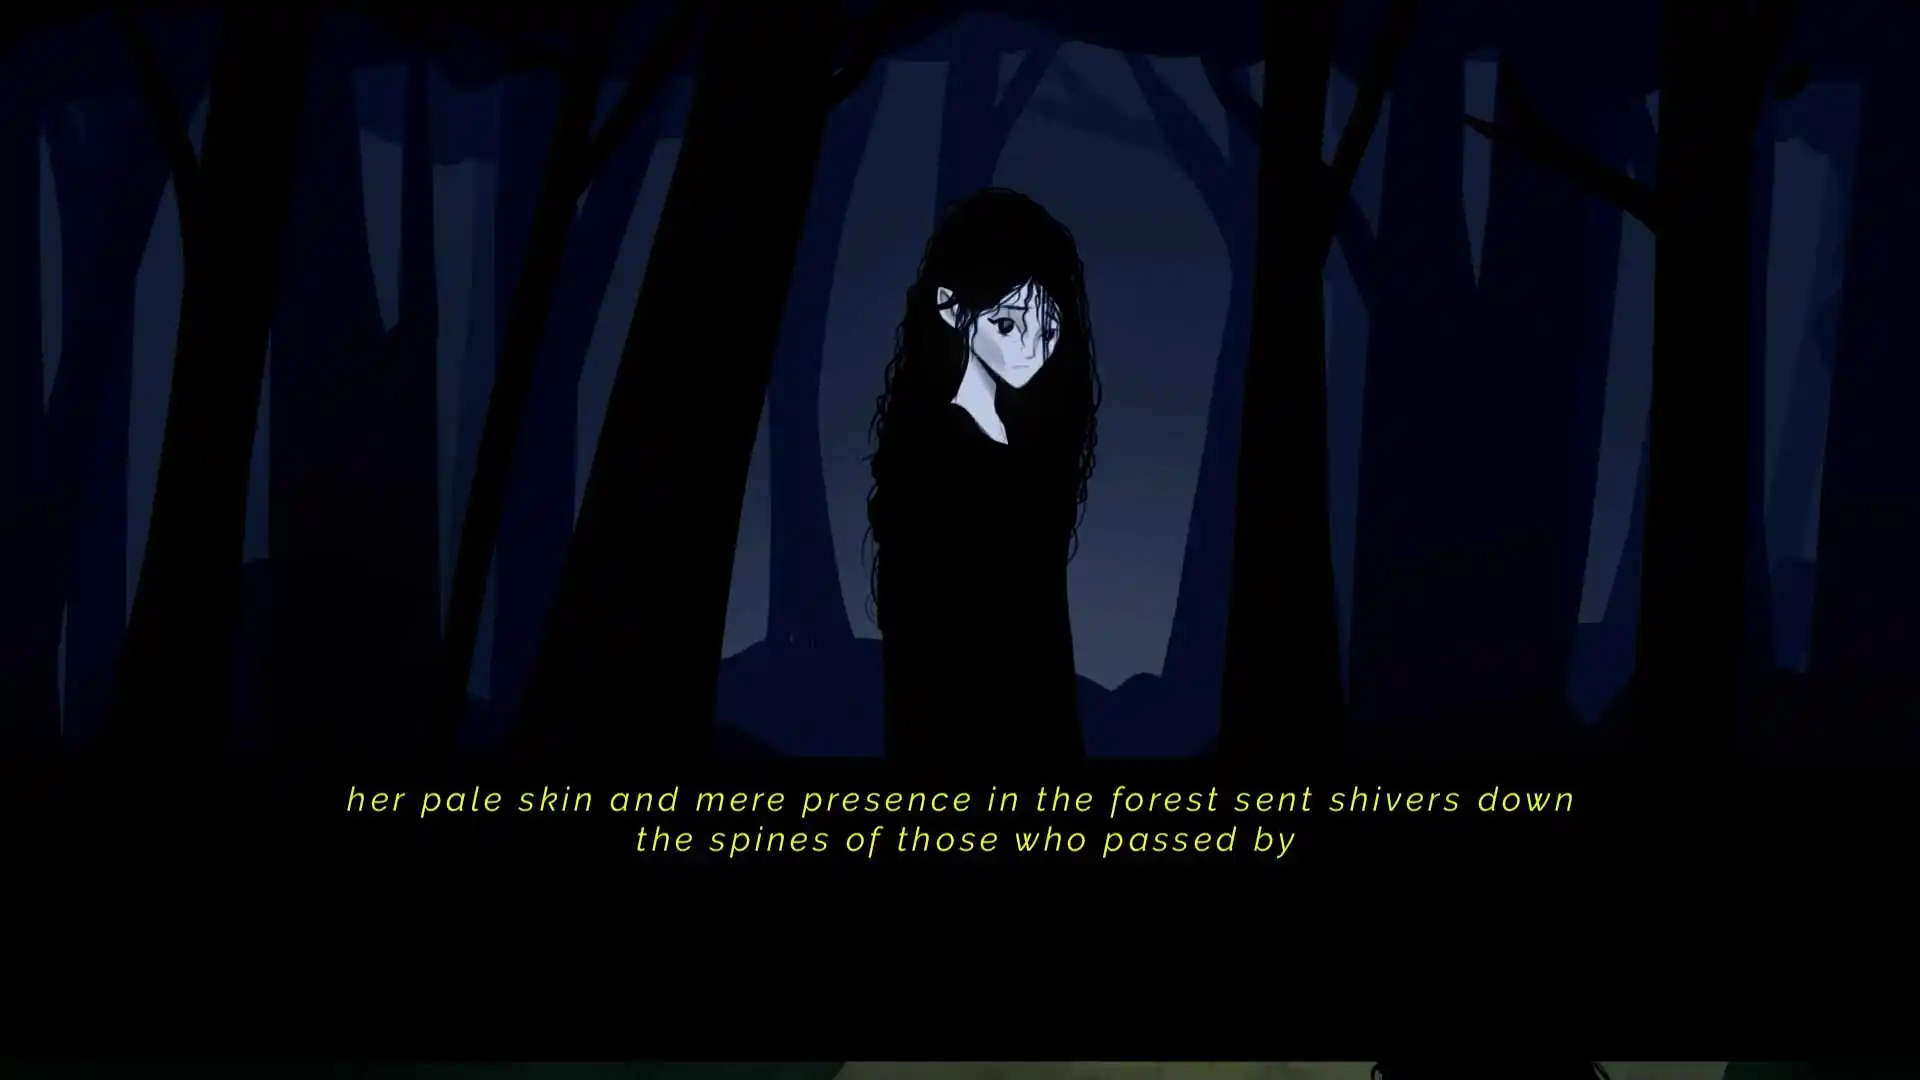 her pale skin and mere presence in the forest sent shivers down
the spines of those who passed by